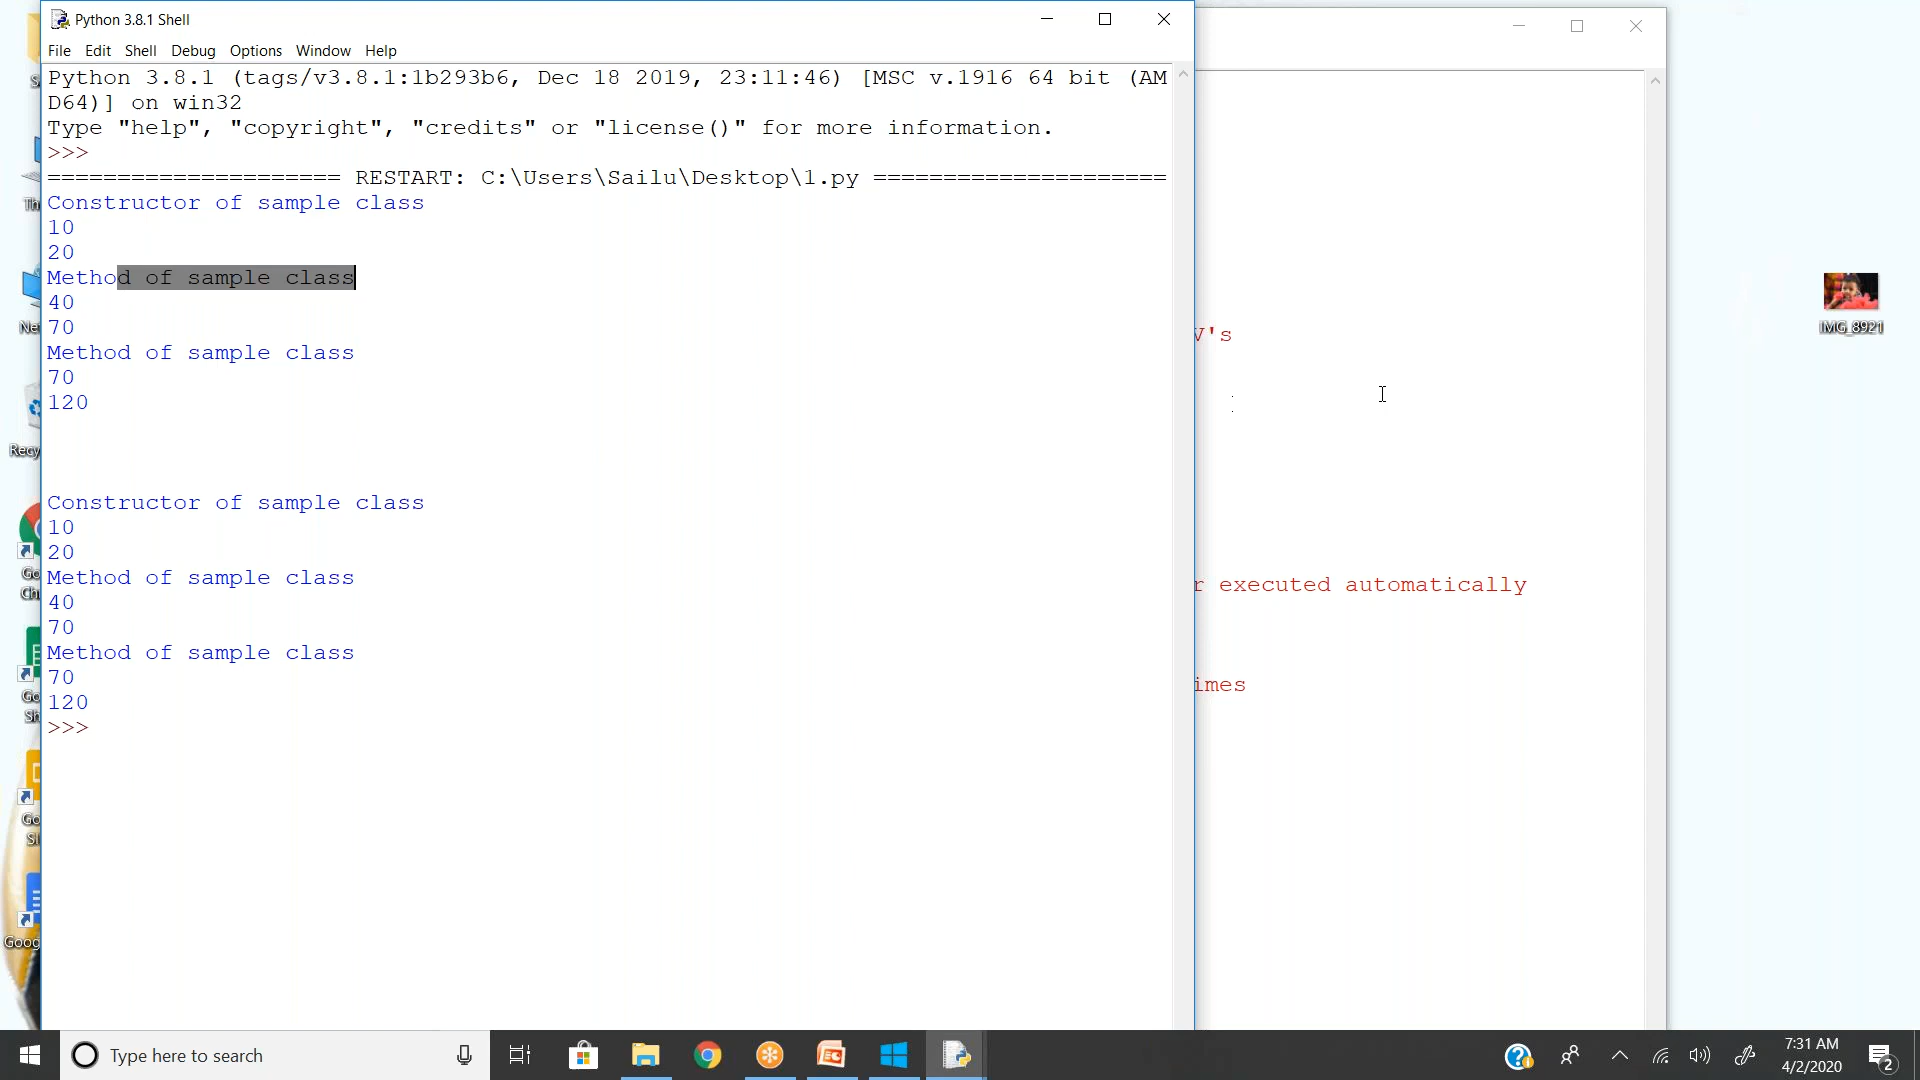 Python 3.8.1 Shell
File Edit Shell Debug Options Window Help
Python 3.8.1 (tags/v3.8.1:1b293b6, Dec 18 2019, 23:11:46) [MSC v.1916 64 bit (AM
D64)] on win32
Type "help", "copyright", "credits" or "license()" for more information.
>>>
===================== RESTART: C:\Users\Sailu\Desktop\1.py =====================
Constructor of sample class
10
20
Method of sample class
40
70
Method of sample class
70
120
Constructor of sample class
10
20
Method of sample class
40
70
Method of sample class
70
120
>>>
V's
executed automatically
IMG_8921
Type here to search
7:31 AM
4/2/2020
2